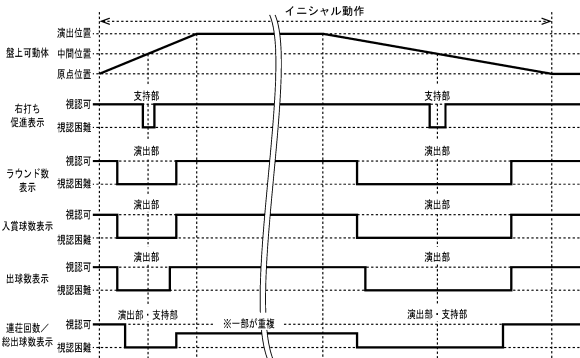 イニシャル動作
演出位置
盤上可動体 中間位置
原点位置
支持部 支持部
右打ち 視認可
促進表示 視認困難
演出部 演出部
ラウンド数 視認可
表示 視認困難
演出部 演出部
入賞球数表示 視認可
視認困難
演出部 演出部
出球数表示 視認可
視認困難
演出部・支持部 演出部・支持部
連荘回数／ 視認可 ※一部が重複
総出球数表示 視認困難